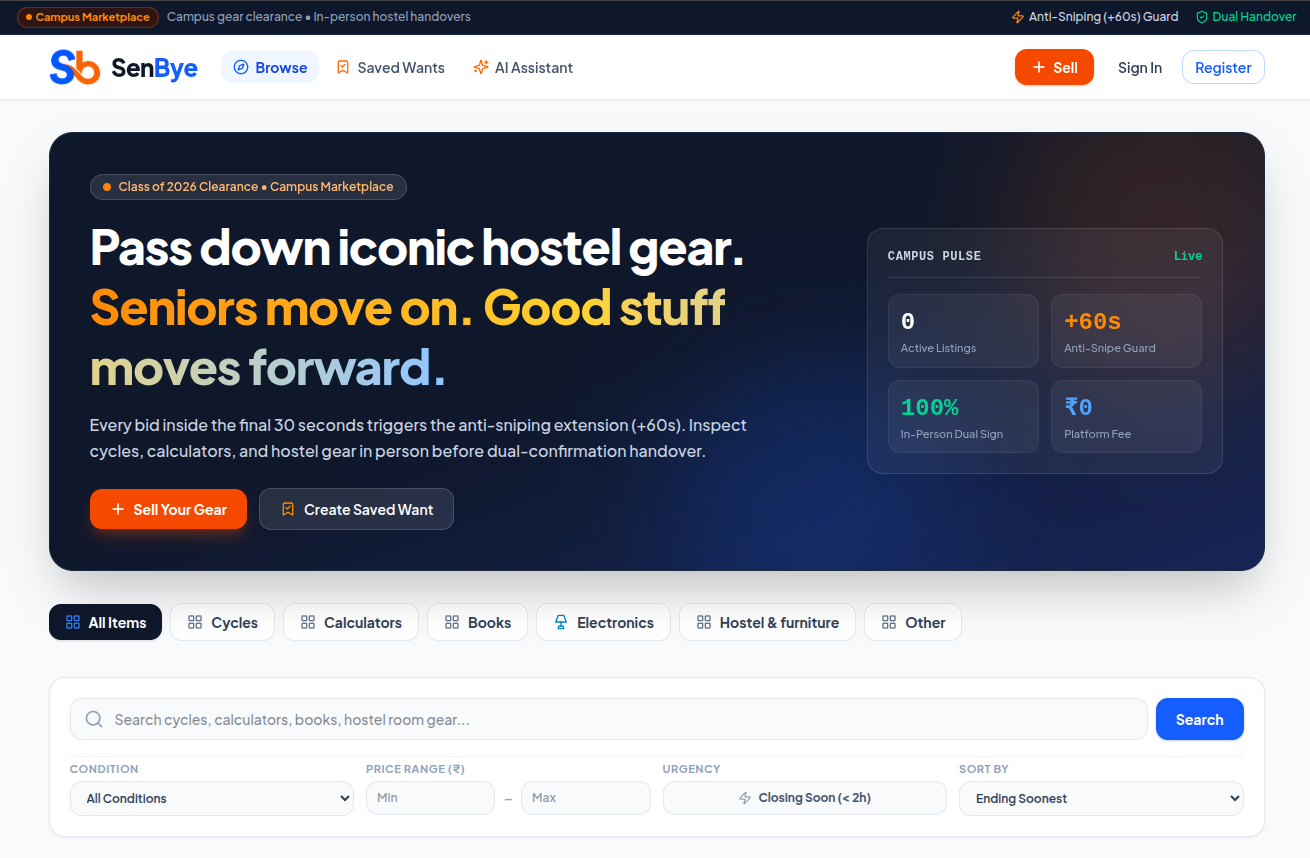 Campus Marketplace Campus gear clearance • In-person hostel handovers Anti-Sniping (+60s) Guard Dual Handover
Sb SenBye Browse Saved Wants AI Assistant + Sell Sign In Register
Class of 2026 Clearance • Campus Marketplace
Pass down iconic hostel gear.
Seniors move on. Good stuff
moves forward.
Every bid inside the final 30 seconds triggers the anti-sniping extension (+60s). Inspect
cycles, calculators, and hostel gear in person before dual-confirmation handover.
+ Sell Your Gear Create Saved Want
CAMPUS PULSE Live
0 +60s
Active Listings Anti-Snipe Guard
100% ₹0
In-Person Dual Sign Platform Fee
All Items Cycles Calculators Books Electronics Hostel & furniture Other
Search cycles, calculators, books, hostel room gear... Search
CONDITION PRICE RANGE (₹) URGENCY SORT BY
All Conditions Min – Max Closing Soon (< 2h) Ending Soonest